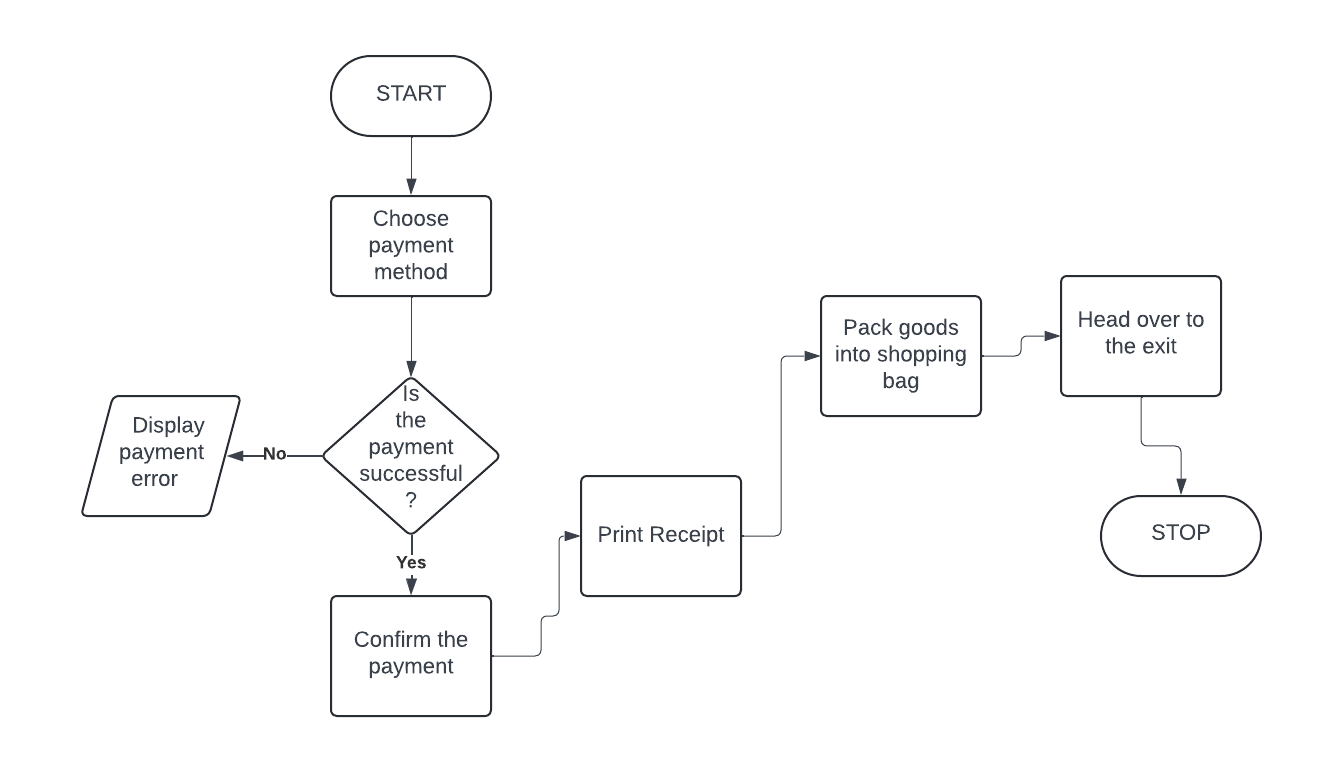 START
Choose
payment
method
Is
the
payment
successful
?
No
Display
payment
error
Yes
Confirm the
payment
Print Receipt
Pack goods
into shopping
bag
Head over to
the exit
STOP